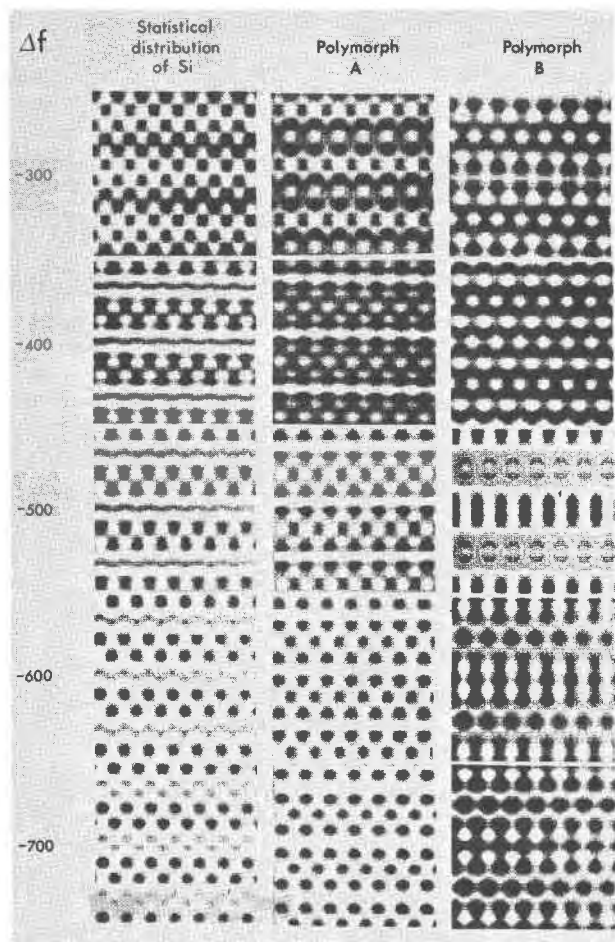 Δf
Statistical
distribution
of Si
Polymorph
A
Polymorph
B
-300
-400
-500
-600
-700